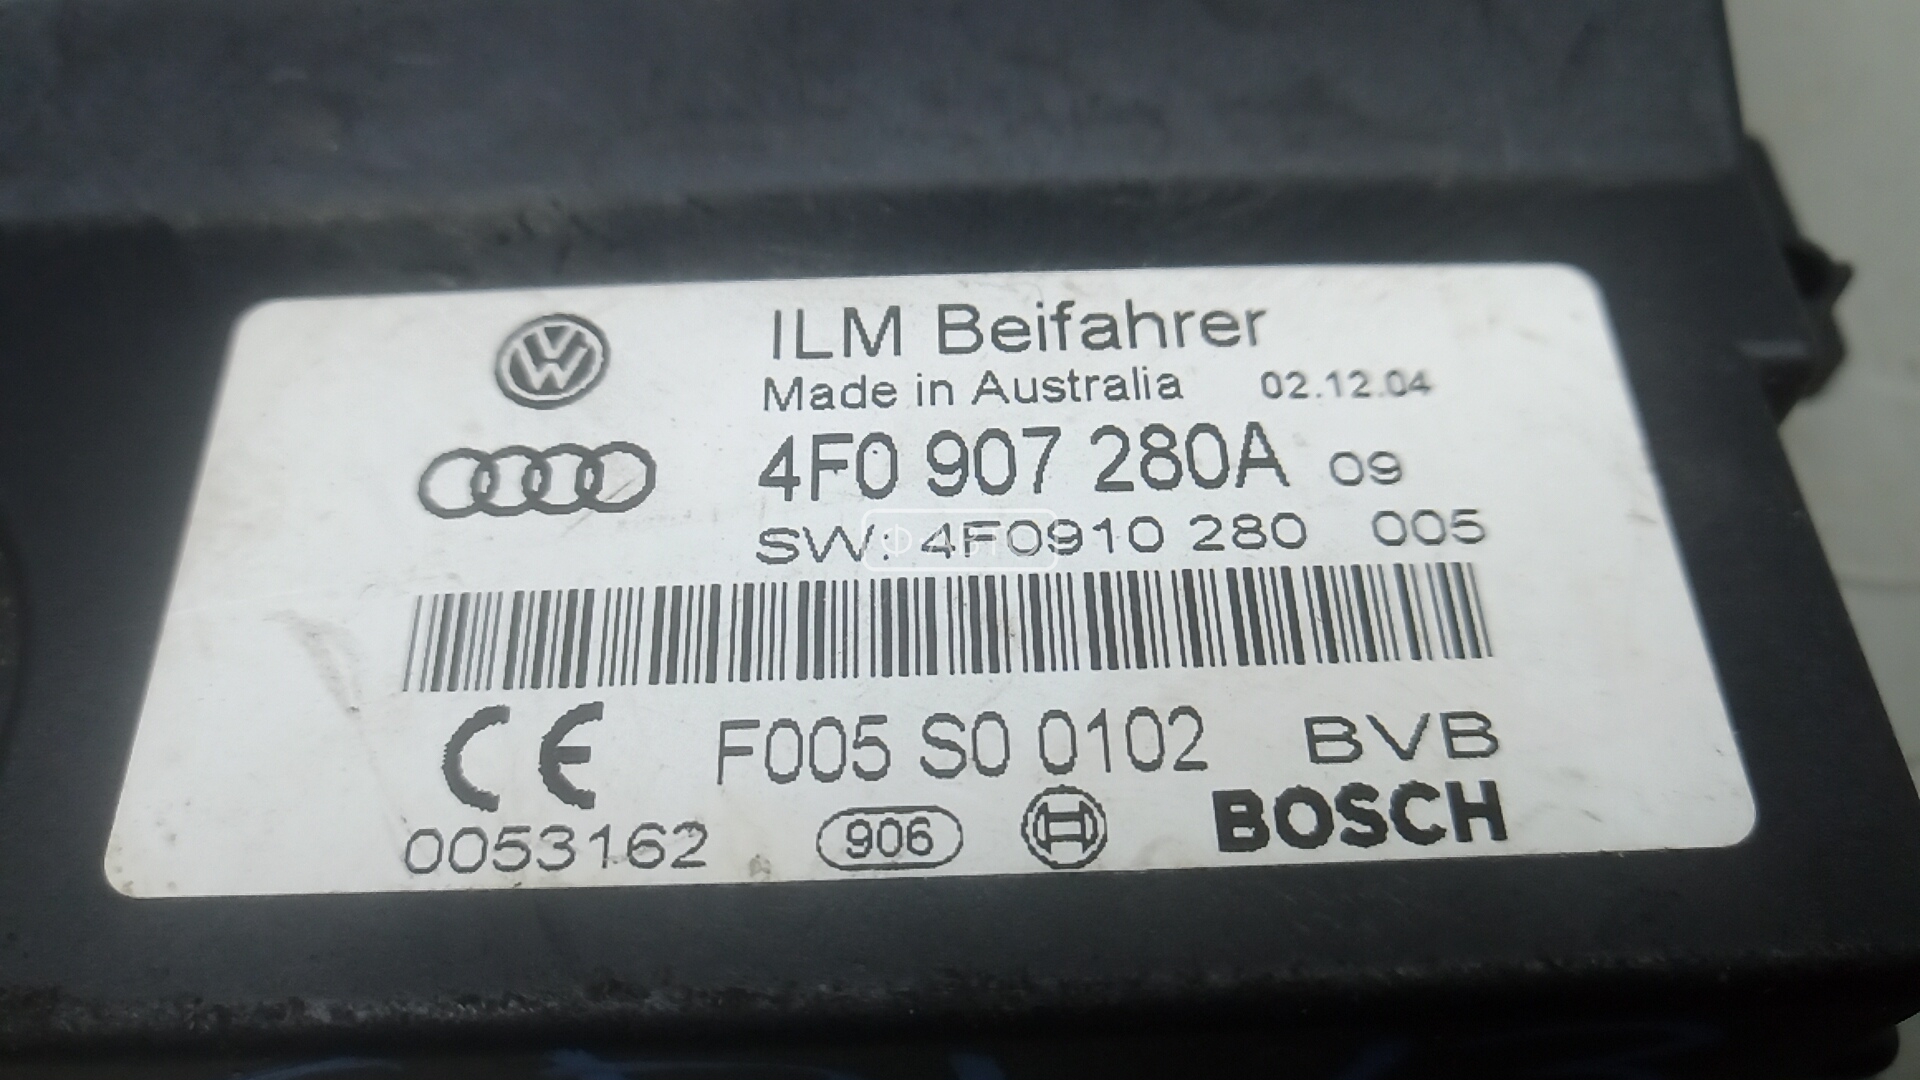 ILM Beifahrer
Made in Australia 02.12.04
4F0 907 280A 09
SW: 4F0910 280 005
CE F005 S0 0102 BVB
0053162 906 BOSCH